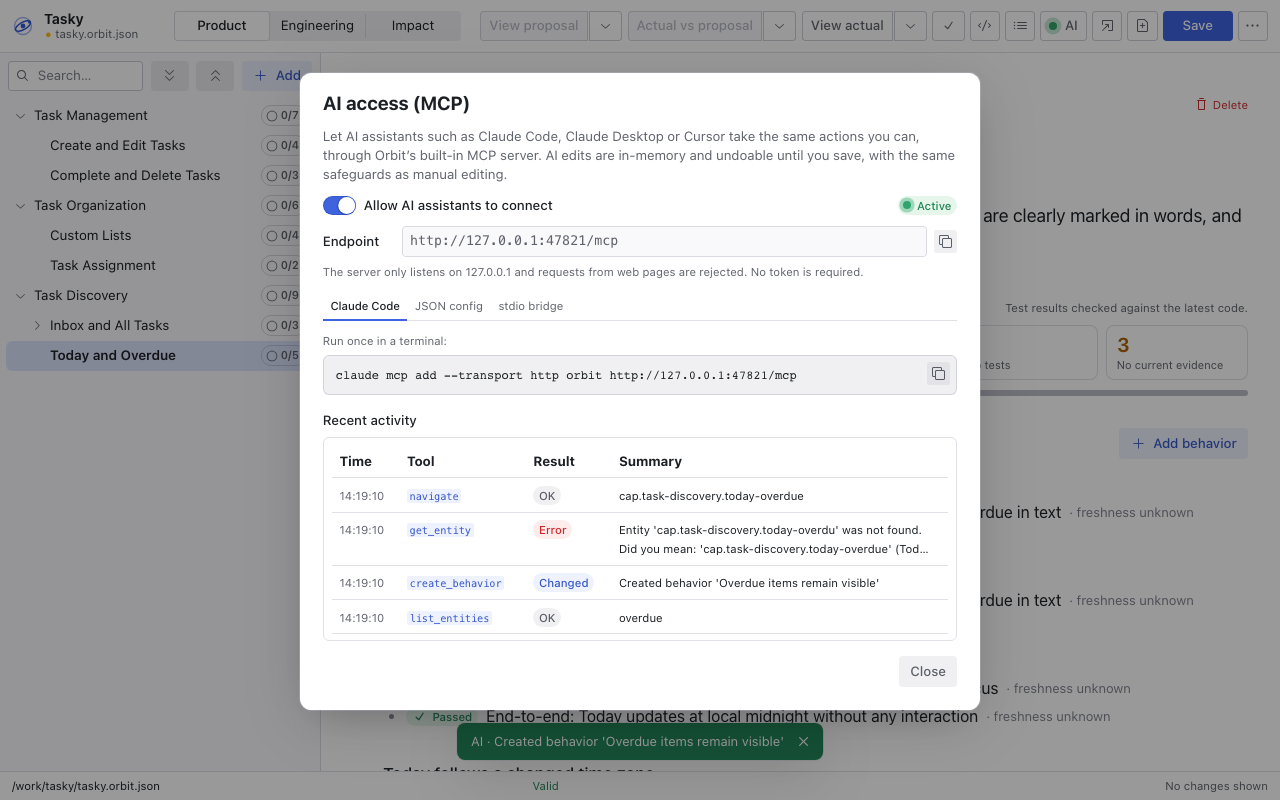 Tasky
tasky.orbit.json
Product
Engineering
Impact
View proposal
Actual vs proposal
View actual
</>
AI
Save
Search...
Add
Task Management
0/7
Create and Edit Tasks
0/4
Complete and Delete Tasks
0/3
Task Organization
0/6
Custom Lists
0/4
Task Assignment
0/2
Task Discovery
0/9
Inbox and All Tasks
0/3
Today and Overdue
0/5
Delete
are clearly marked in words, and
Test results checked against the latest code.
tests
3
No current evidence
Add behavior
due in text · freshness unknown
due in text · freshness unknown
· freshness unknown
Passed End-to-end: Today updates at local midnight without any interaction · freshness unknown
AI access (MCP)
Let AI assistants such as Claude Code, Claude Desktop or Cursor take the same actions you can,
through Orbit’s built-in MCP server. AI edits are in-memory and undoable until you save, with the same
safeguards as manual editing.
Allow AI assistants to connect
Active
Endpoint
http://127.0.0.1:47821/mcp
The server only listens on 127.0.0.1 and requests from web pages are rejected. No token is required.
Claude Code
JSON config
stdio bridge
Run once in a terminal:
claude mcp add --transport http orbit http://127.0.0.1:47821/mcp
Recent activity
Time Tool Result Summary
14:19:10 navigate OK cap.task-discovery.today-overdue
14:19:10 get_entity Error Entity 'cap.task-discovery.today-overdu' was not found.
Did you mean: 'cap.task-discovery.today-overdue' (Tod...
14:19:10 create_behavior Changed Created behavior 'Overdue items remain visible'
14:19:10 list_entities OK overdue
Close
AI · Created behavior 'Overdue items remain visible'
/work/tasky/tasky.orbit.json
Valid
No changes shown